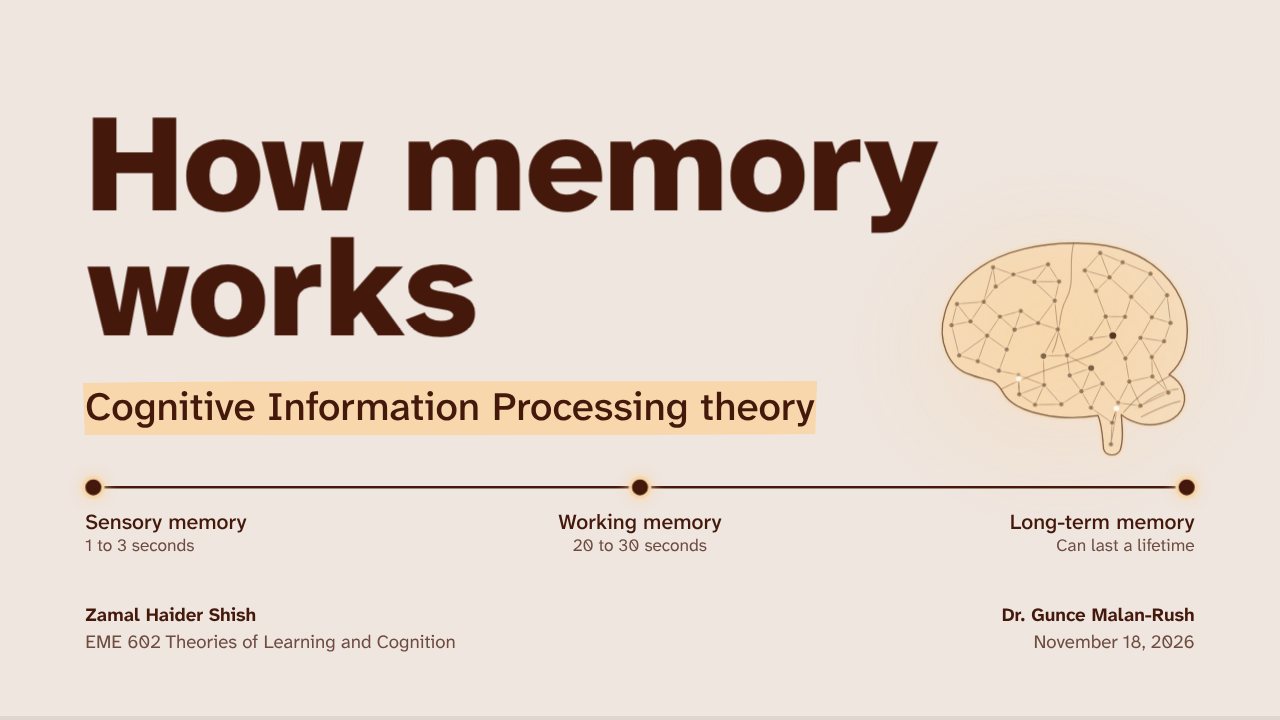 How memory
works
Cognitive Information Processing theory
Sensory memory
1 to 3 seconds
Working memory
20 to 30 seconds
Long-term memory
Can last a lifetime
Zamal Haider Shish
EME 602 Theories of Learning and Cognition
Dr. Gunce Malan-Rush
November 18, 2026